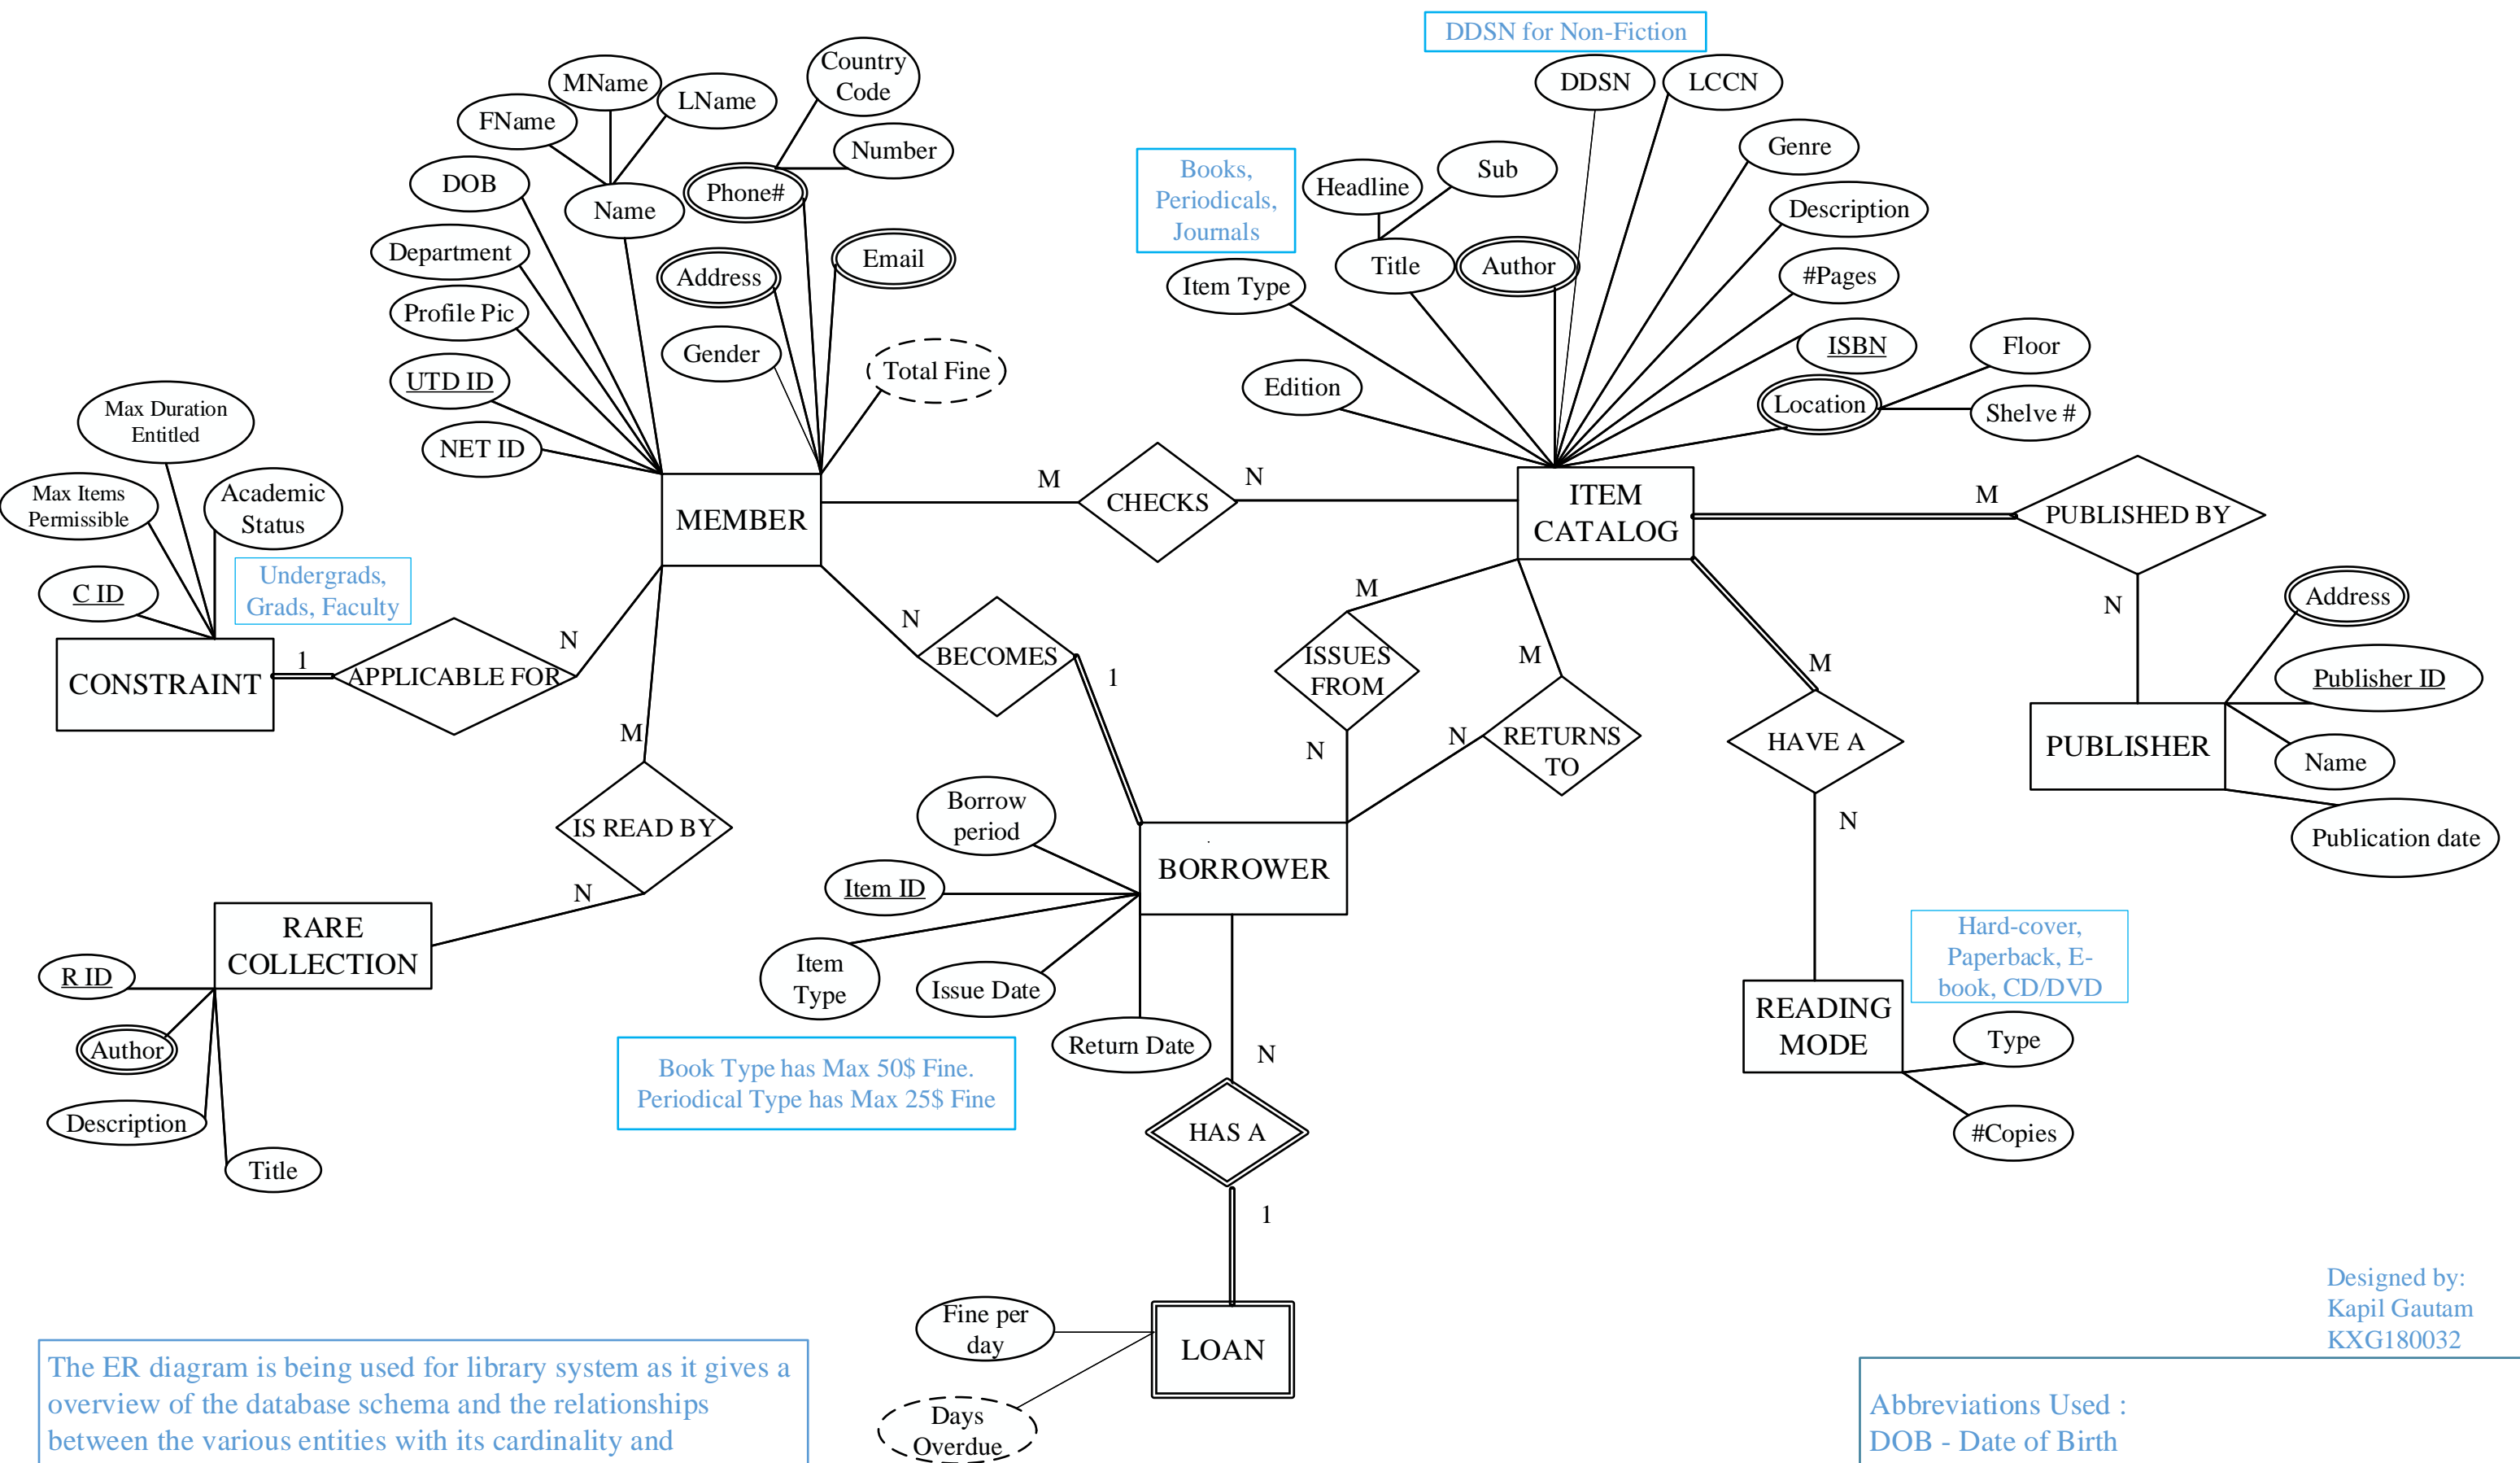 DDSN for Non-Fiction
Country
Code
MName
LName
FName
Number
DOB
Phone#
Name
Department
Address
Email
Profile Pic
Gender
Total Fine
UTD ID
NET ID
DDSN
LCCN
Genre
Books,
Periodicals,
Journals
Headline
Sub
Description
Title
Author
#Pages
Item Type
ISBN
Floor
Edition
Location
Shelve #
Max Duration
Entitled
Max Items
Permissible
Academic
Status
C ID
Undergrads,
Grads, Faculty
MEMBER
M
CHECKS
N
ITEM
CATALOG
M
PUBLISHED BY
N
Address
Publisher ID
PUBLISHER
Name
Publication date
CONSTRAINT
1
APPLICABLE FOR
N
N
BECOMES
1
M
ISSUES
FROM
N
M
N
RETURNS
TO
M
HAVE A
N
M
IS READ BY
N
Borrow
period
Item ID
BORROWER
Item
Type
Issue Date
Return Date
RARE
COLLECTION
R ID
Author
Description
Title
Hard-cover,
Paperback, E-
book, CD/DVD
READING
MODE
Type
#Copies
Book Type has Max 50$ Fine.
Periodical Type has Max 25$ Fine
N
HAS A
1
Fine per
day
LOAN
Days
Overdue
Designed by:
Kapil Gautam
KXG180032
The ER diagram is being used for library system as it gives a
overview of the database schema and the relationships
between the various entities with its cardinality and
Abbreviations Used :
DOB - Date of Birth